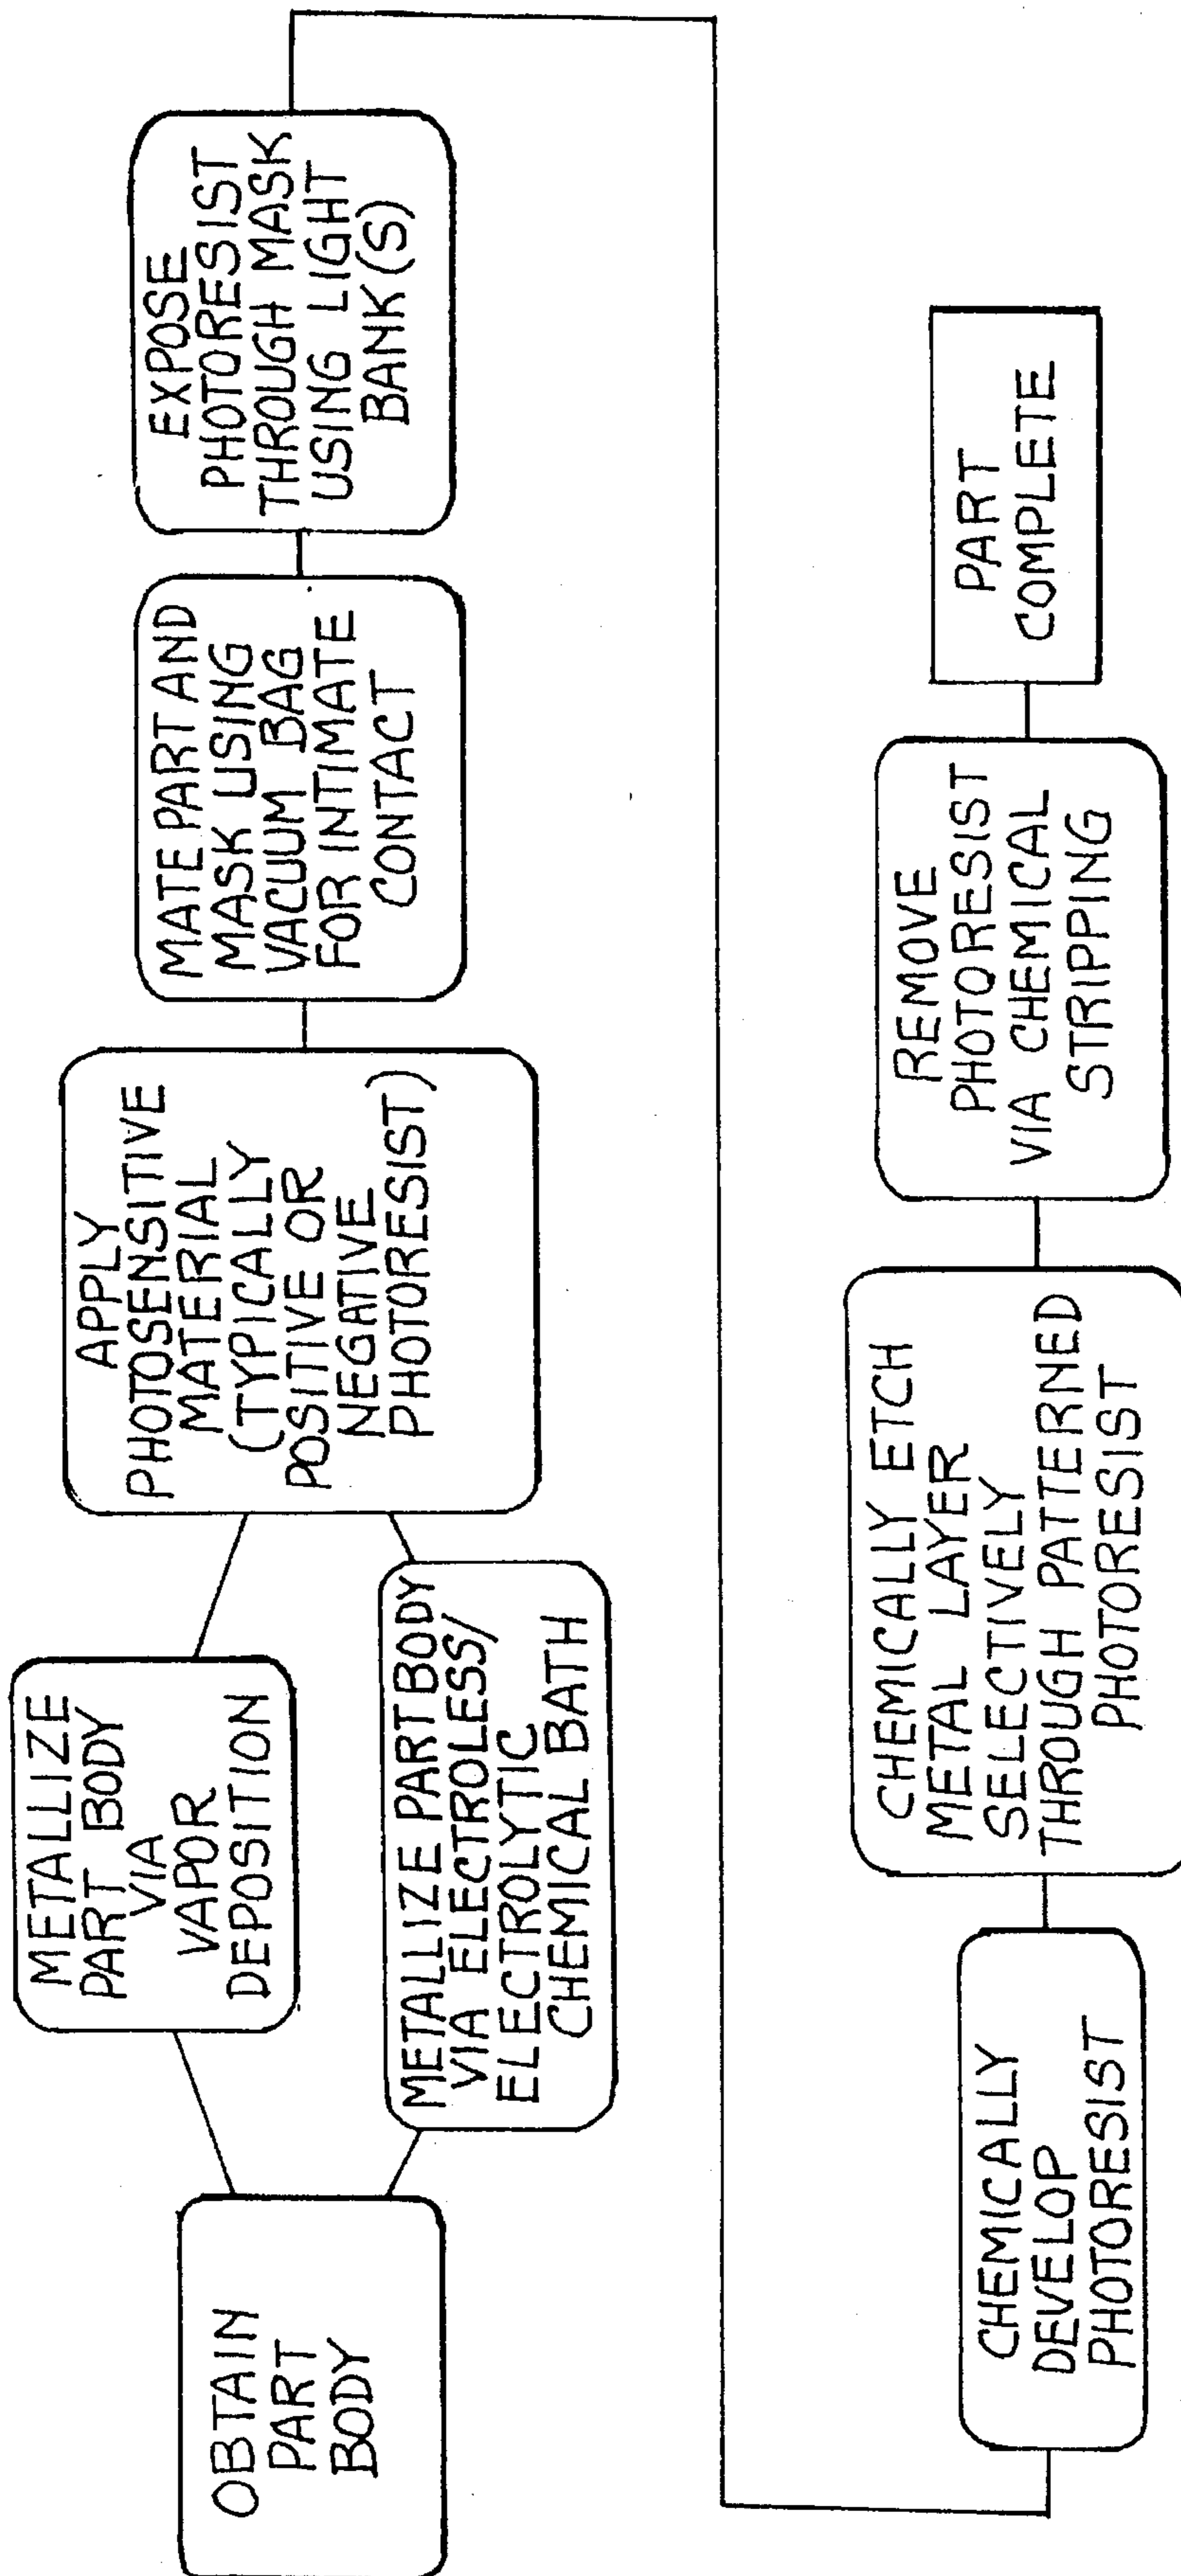 OBTAIN
PART
BODY
METALLIZE
PART BODY
VIA
VAPOR
DEPOSITION
METALLIZE PARTBODY
VIA ELECTROLESS/
ELECTROLYTIC
CHEMICAL BATH
APPLY
PHOTOSENSITIVE
MATERIAL
(TYPICALLY
POSITIVE OR
NEGATIVE
PHOTORESIST)
MATE PART AND
MASK USING
VACUUM BAG
FOR INTIMATE
CONTACT
EXPOSE
PHOTORESIST
THROUGH MASK
USING LIGHT
BANK(S)
CHEMICALLY
DEVELOP
PHOTORESIST
CHEMICALLY ETCH
METAL LAYER
SELECTIVELY
THROUGH PATTERNED
PHOTORESIST
REMOVE
PHOTORESIST
VIA CHEMICAL
STRIPPING
PART
COMPLETE